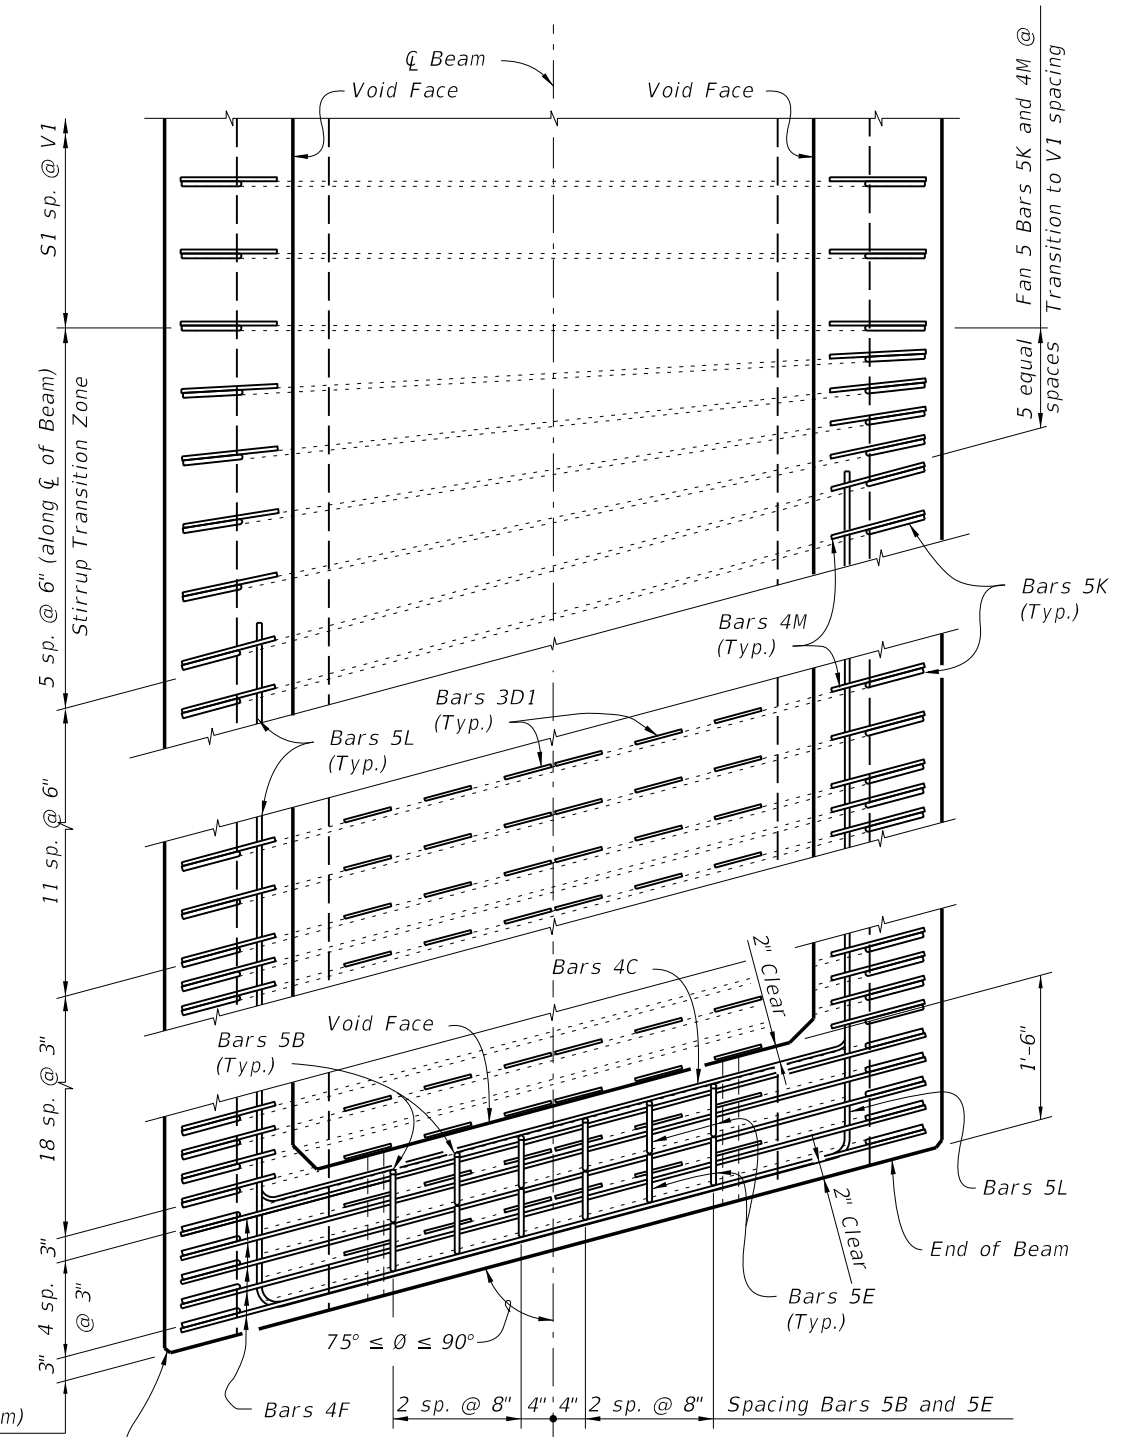 ℄ Beam
Void Face
Void Face
S1 sp. @ V1
Fan 5 Bars 5K and 4M @
Transition to V1 spacing
5 equal
spaces
5 sp. @ 6" (along ℄ of Beam)
Stirrup Transition Zone
Bars 5K
(Typ.)
Bars 4M
(Typ.)
Bars 3D1
(Typ.)
Bars 5L
(Typ.)
11 sp. @ 6"
2" Clear
Bars 4C
Void Face
Bars 5B
(Typ.)
18 sp. @ 3"
1'-6"
Bars 5L
2" Clear
End of Beam
3"
4 sp.
@ 3"
3"
Bars 5E
(Typ.)
75° ≤ Ø ≤ 90°
Bars 4F
2 sp. @ 8"
4"
4"
2 sp. @ 8"
Spacing Bars 5B and 5E
m)